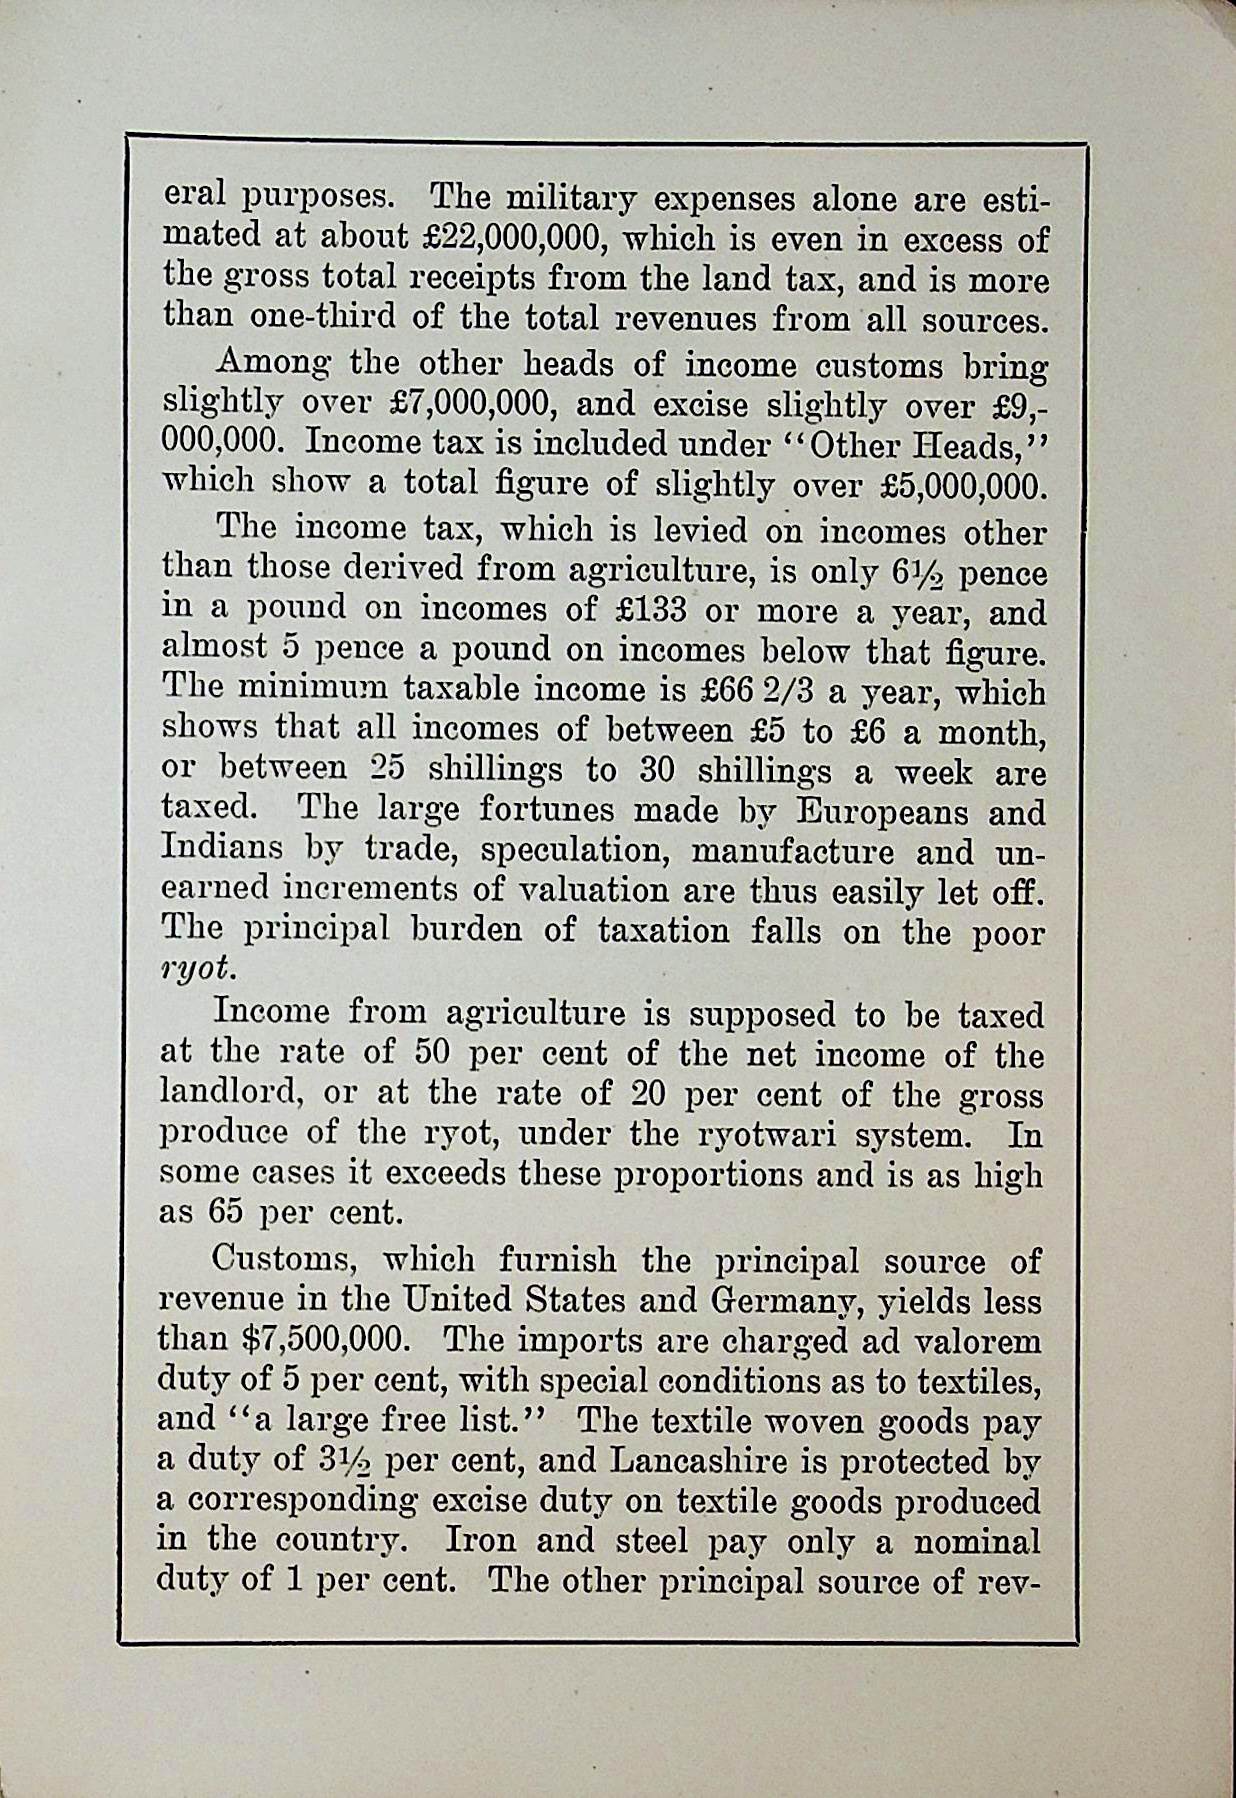 eral purposes. The military expenses alone are esti-
mated at about £22,000,000, which is even in excess of
the gross total receipts from the land tax, and is more
than one-third of the total revenues from all sources.
Among the other heads of income customs bring
slightly over £7,000,000, and excise slightly over £9,-
000,000. Income tax is included under "Other Heads,"
which show a total figure of slightly over £5,000,000.
The income tax, which is levied on incomes other
than those derived from agriculture, is only 6½ pence
in a pound on incomes of £133 or more a year, and
almost 5 pence a pound on incomes below that figure.
The minimum taxable income is £66 2/3 a year, which
shows that all incomes of between £5 to £6 a month,
or between 25 shillings to 30 shillings a week are
taxed. The large fortunes made by Europeans and
Indians by trade, speculation, manufacture and un-
earned increments of valuation are thus easily let off.
The principal burden of taxation falls on the poor
ryot.
Income from agriculture is supposed to be taxed
at the rate of 50 per cent of the net income of the
landlord, or at the rate of 20 per cent of the gross
produce of the ryot, under the ryotwari system. In
some cases it exceeds these proportions and is as high
as 65 per cent.
Customs, which furnish the principal source of
revenue in the United States and Germany, yields less
than $7,500,000. The imports are charged ad valorem
duty of 5 per cent, with special conditions as to textiles,
and "a large free list." The textile woven goods pay
a duty of 3½ per cent, and Lancashire is protected by
a corresponding excise duty on textile goods produced
in the country. Iron and steel pay only a nominal
duty of 1 per cent. The other principal source of rev-